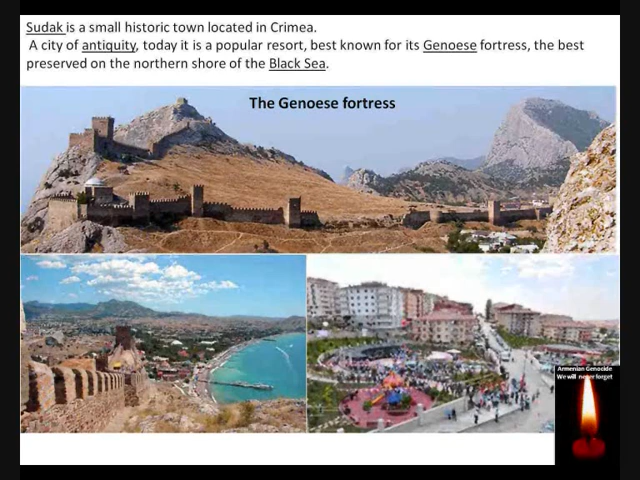 Sudak is a small historic town located in Crimea.
A city of antiquity, today it is a popular resort, best known for its Genoese fortress, the best
preserved on the northern shore of the Black Sea.
The Genoese fortress
Armenian Genocide
We will never forget